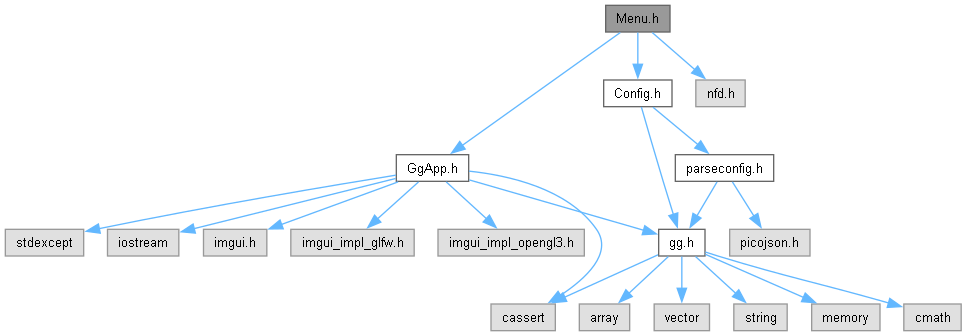 Menu.h
Config.h
nfd.h
GgApp.h
parseconfig.h
stdexcept
iostream
imgui.h
imgui_impl_glfw.h
imgui_impl_opengl3.h
gg.h
picojson.h
cassert
array
vector
string
memory
cmath